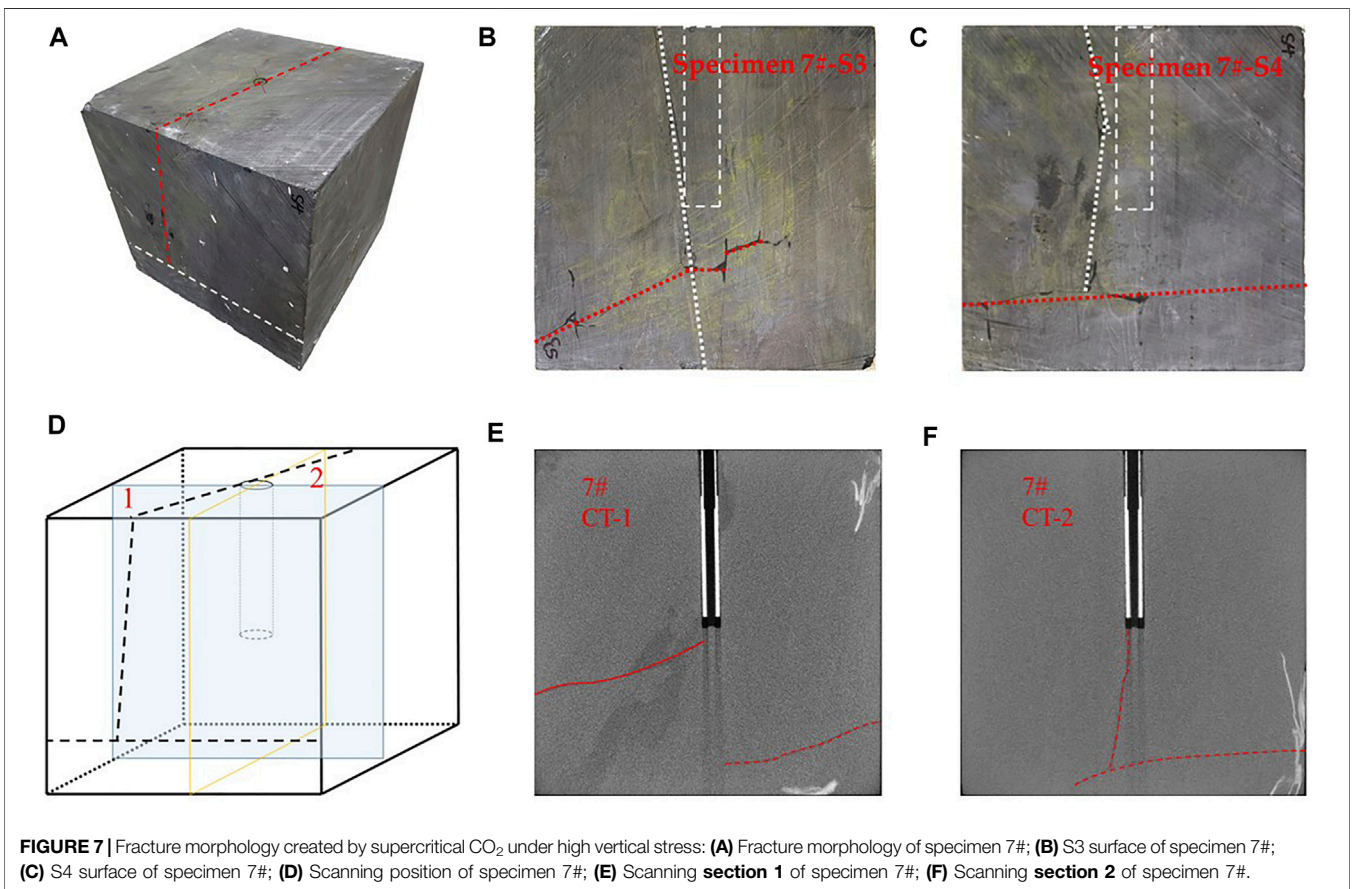 A
B
C
Specimen 7#-S3
Specimen 7#-S4
S4
S4
S3
D
E
F
1
2
7#
CT-1
7#
CT-2
FIGURE 7 | Fracture morphology created by supercritical CO₂ under high vertical stress: (A) Fracture morphology of specimen 7#; (B) S3 surface of specimen 7#;
(C) S4 surface of specimen 7#; (D) Scanning position of specimen 7#; (E) Scanning section 1 of specimen 7#; (F) Scanning section 2 of specimen 7#.